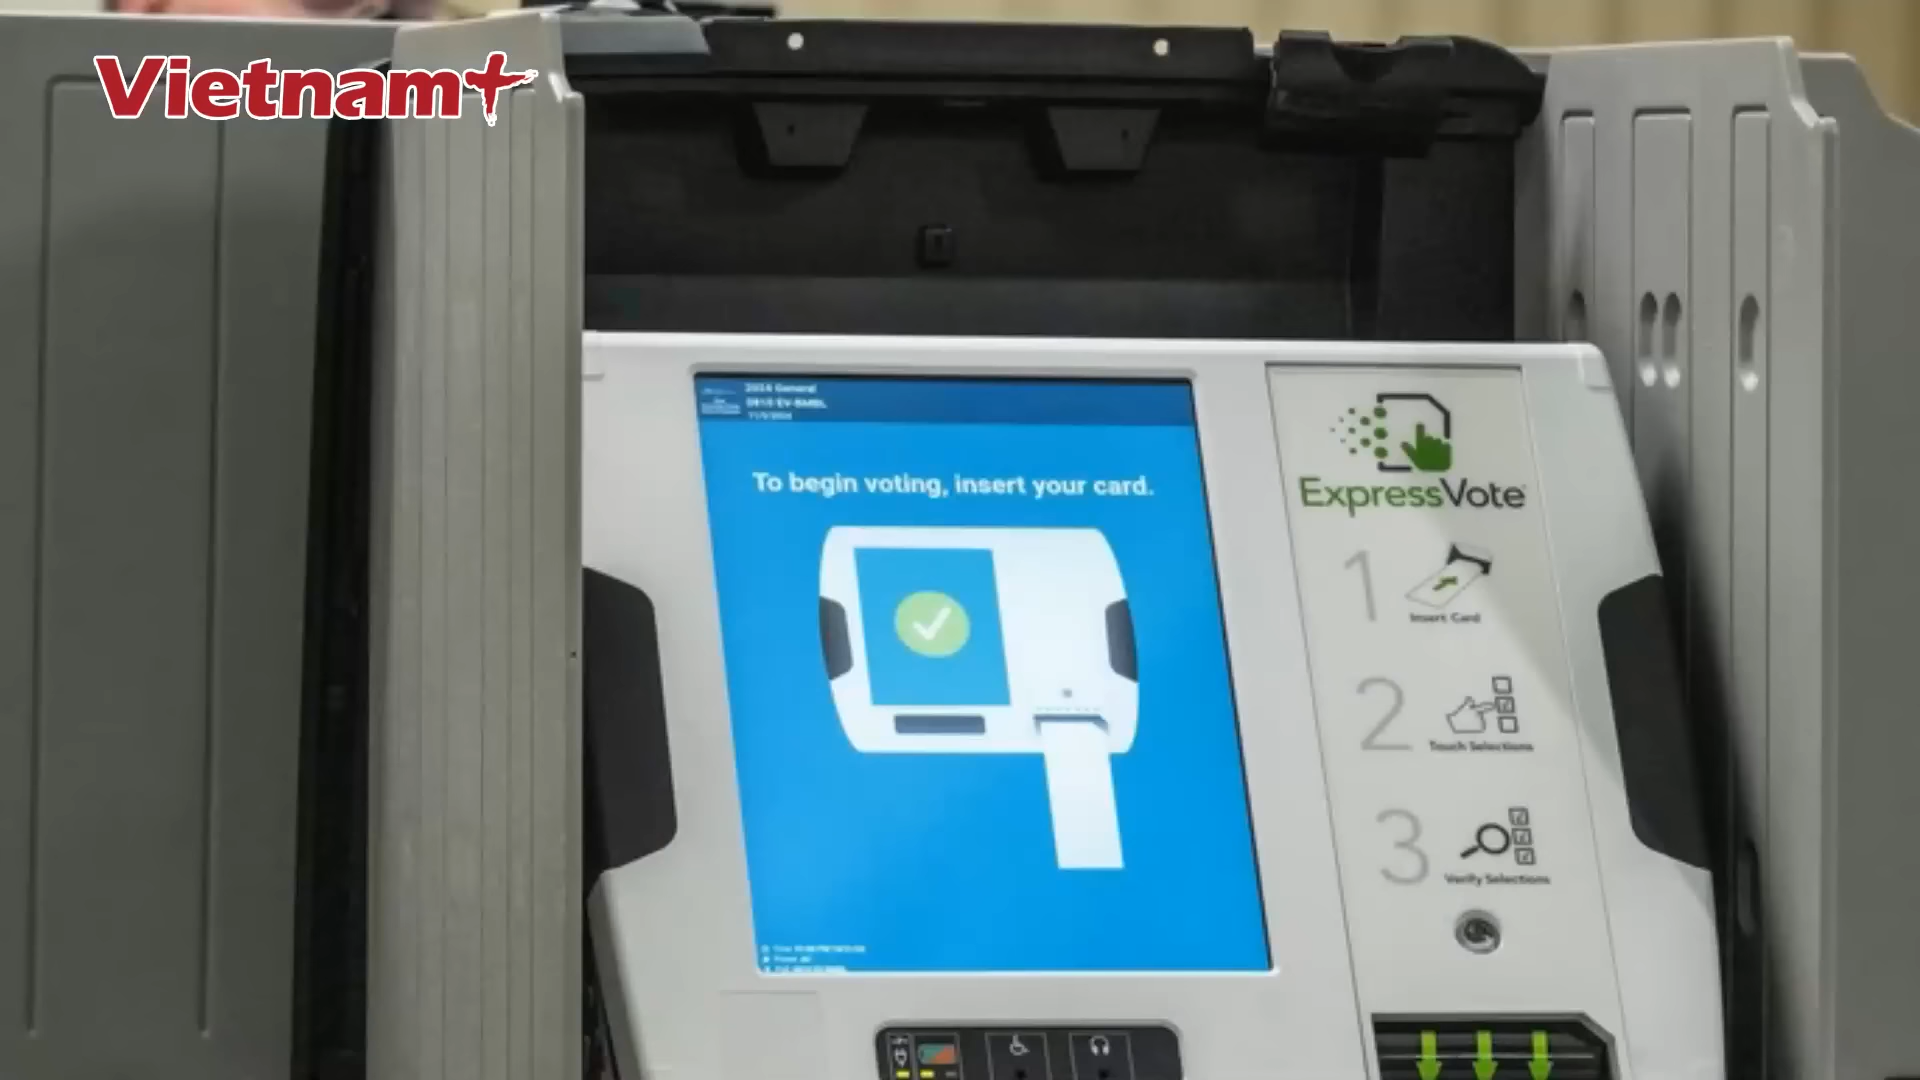 Vietnam+
2024 General
To begin voting, insert your card.
ExpressVote
1
Insert Card
2
Touch Selections
3
Verify Selections